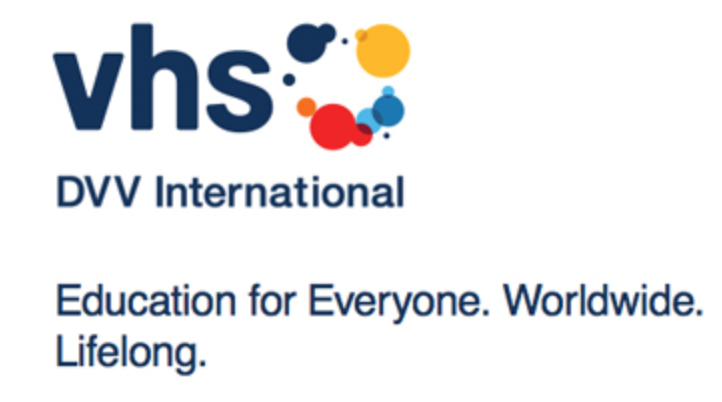 vhs
DVV International
Education for Everyone. Worldwide.
Lifelong.